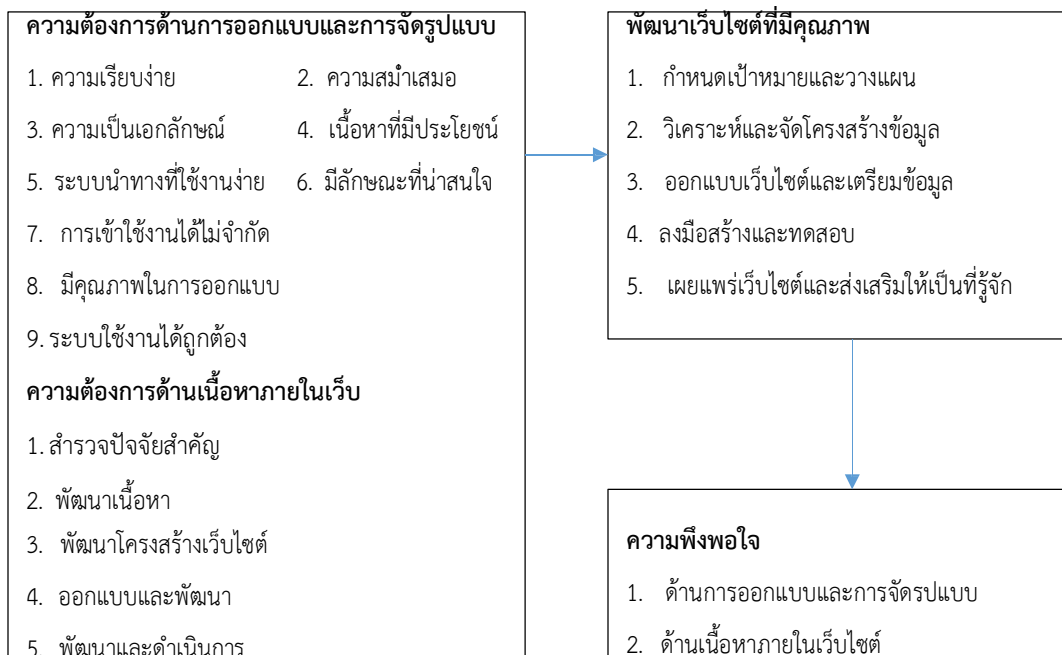 ความต้องการด้านการออกแบบและการจัดรูปแบบ
1. ความเรียบง่าย 2. ความสม่ำเสมอ
3. ความเป็นเอกลักษณ์ 4. เนื้อหาที่มีประโยชน์
5. ระบบนำทางที่ใช้งานง่าย 6. มีลักษณะที่น่าสนใจ
7. การเข้าใช้งานได้ไม่จำกัด
8. มีคุณภาพในการออกแบบ
9. ระบบใช้งานได้ถูกต้อง
ความต้องการด้านเนื้อหาภายในเว็บ
1. สำรวจปัจจัยสำคัญ
2. พัฒนาเนื้อหา
3. พัฒนาโครงสร้างเว็บไซต์
4. ออกแบบและพัฒนา
5. พัฒนาและดำเนินการ
พัฒนาเว็บไซต์ที่มีคุณภาพ
1. กำหนดเป้าหมายและวางแผน
2. วิเคราะห์และจัดโครงสร้างข้อมูล
3. ออกแบบเว็บไซต์และเตรียมข้อมูล
4. ลงมือสร้างและทดสอบ
5. เผยแพร่เว็บไซต์และส่งเสริมให้เป็นที่รู้จัก
ความพึงพอใจ
1. ด้านการออกแบบและการจัดรปแบบ
2. ด้านเนื้อหาภายในเว็บไซต์